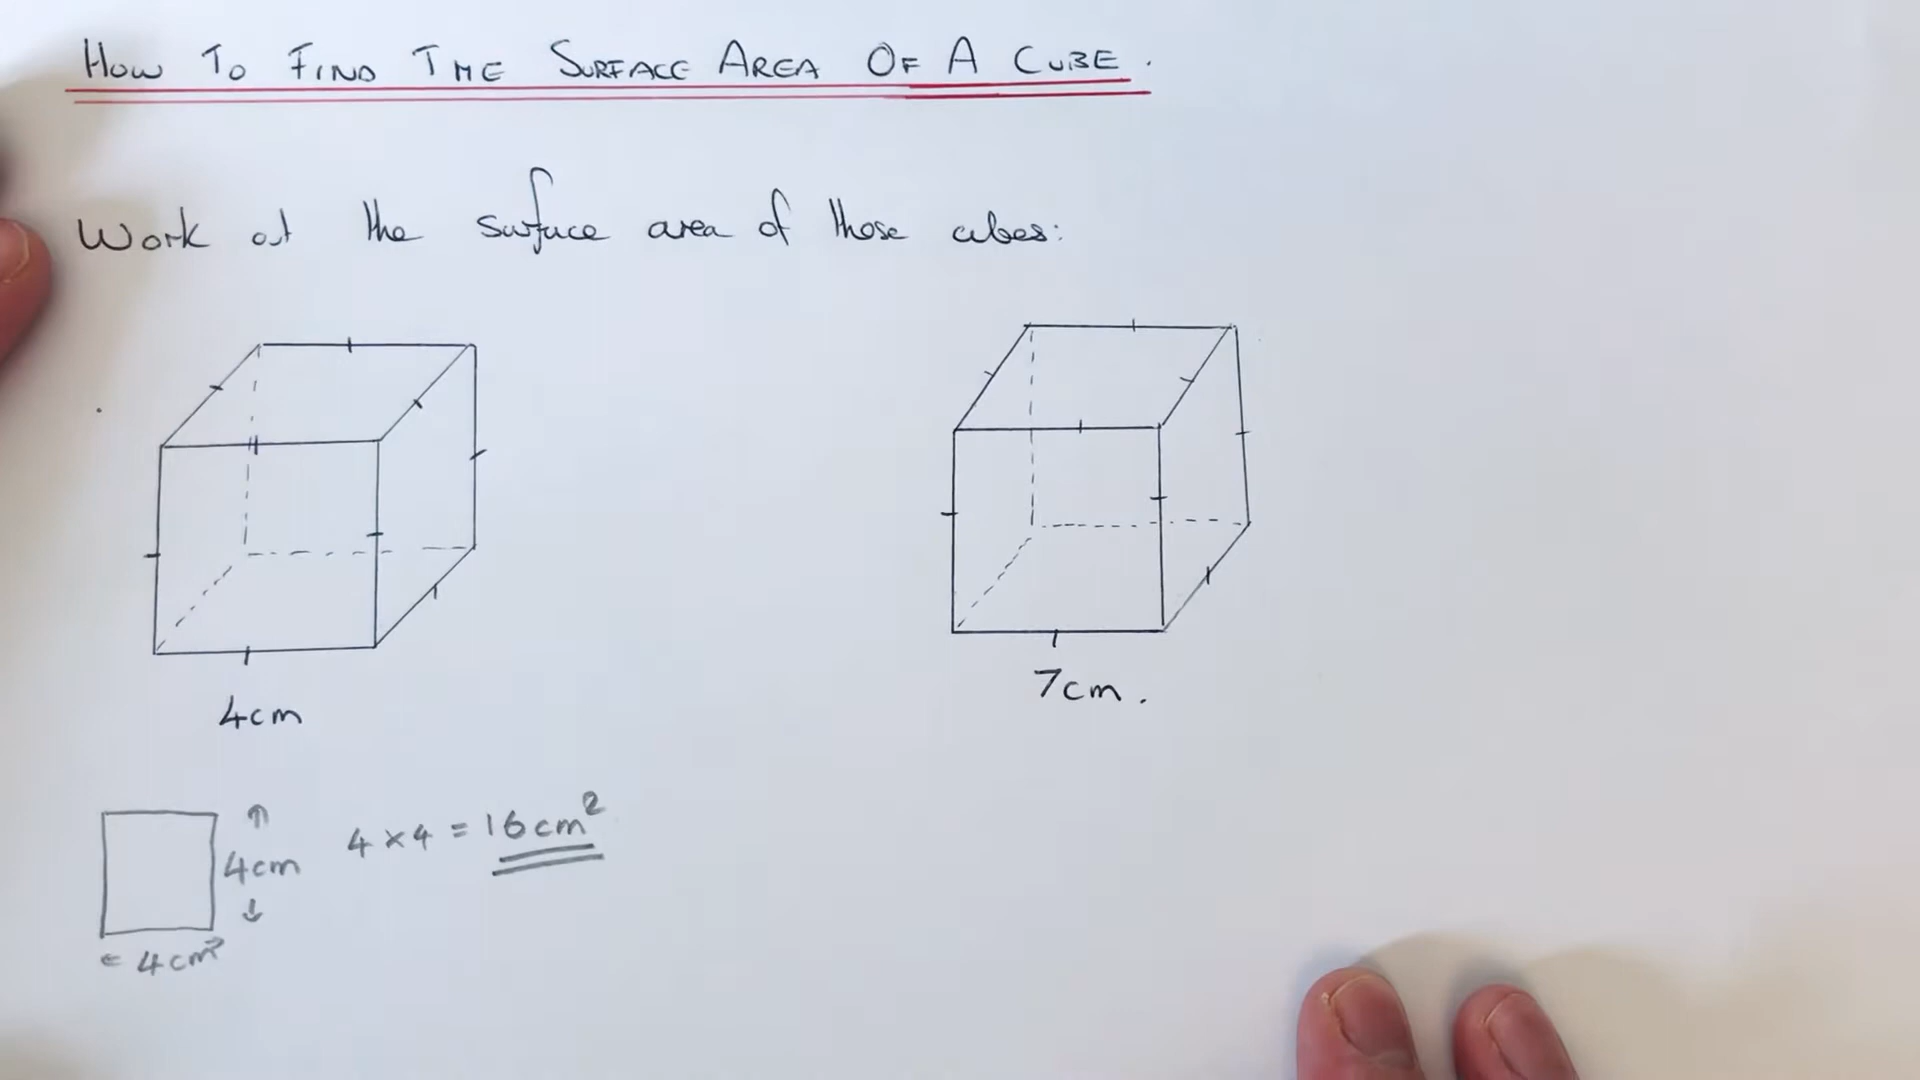 HOW TO FIND THE SURFACE AREA OF A CUBE.
Work out the surface area of these cubes:
4cm
7cm.
4cm
4 x 4 = 16cm²
4cm